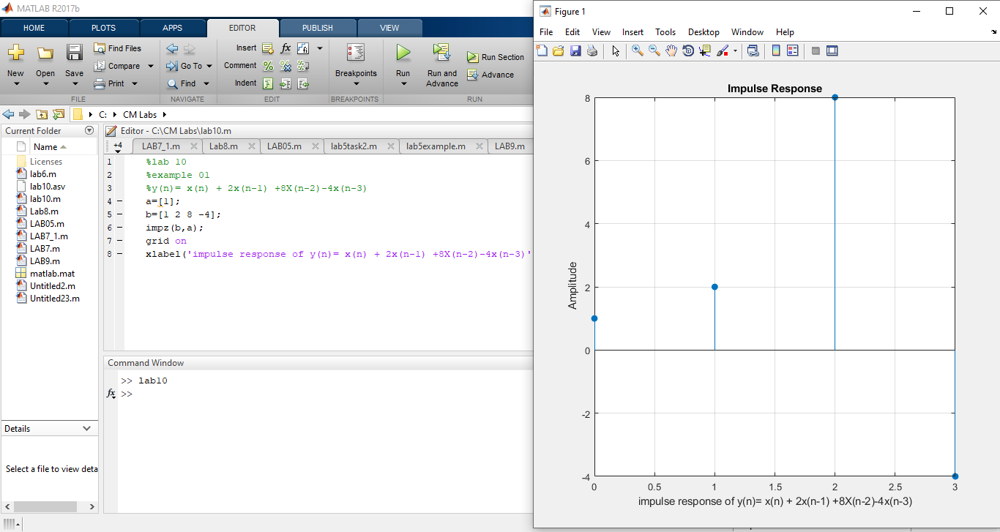 MATLAB R2017b
HOME PLOTS APPS EDITOR PUBLISH VIEW
New
Open
Save
Find Files
Compare
Print
FILE
Go To
Find
NAVIGATE
Insert fx
Comment %
Indent
EDIT
Breakpoints
BREAKPOINTS
Run
Run and
Advance
Run Section
Advance
RUN
C: CM Labs
Current Folder
Name
Licenses
lab6.m
lab10.asv
lab10.m
Lab8.m
LAB05.m
LAB7_1.m
LAB7.m
LAB9.m
matlab.mat
Untitled2.m
Untitled23.m
Details
Select a file to view deta
Editor - C:\CM Labs\lab10.m
+4 LAB7_1.m Lab8.m LAB05.m lab5task2.m lab5example.m LAB9.m
1 %lab 10
2 %example 01
3 %y(n)= x(n) + 2x(n-1) +8X(n-2)-4x(n-3)
4 – a=[1];
5 – b=[1 2 8 -4];
6 – impz(b,a);
7 – grid on
8 – xlabel('impulse response of y(n)= x(n) + 2x(n-1) +8X(n-2)-4x(n-3)'
Command Window
>> lab10
fx >>
Figure 1
File Edit View Insert Tools Desktop Window Help
Impulse Response
8
6
4
2
0
-2
-4
Amplitude
0 0.5 1 1.5 2 2.5 3
impulse response of y(n)= x(n) + 2x(n-1) +8X(n-2)-4x(n-3)